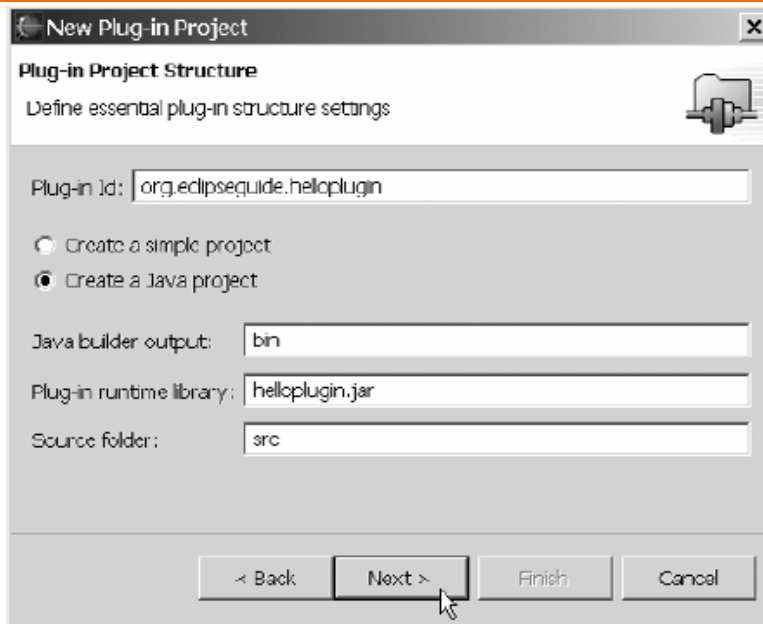 New Plug-in Project
Plug-in Project Structure
Define essential plug-in structure settings
Plug-in Id: org.eclipseguide.helloplugin
Create a simple project
Create a Java project
Java builder output: bin
Plug-in runtime library: helloplugin.jar
Source folder: src
< Back Next > Finish Cancel